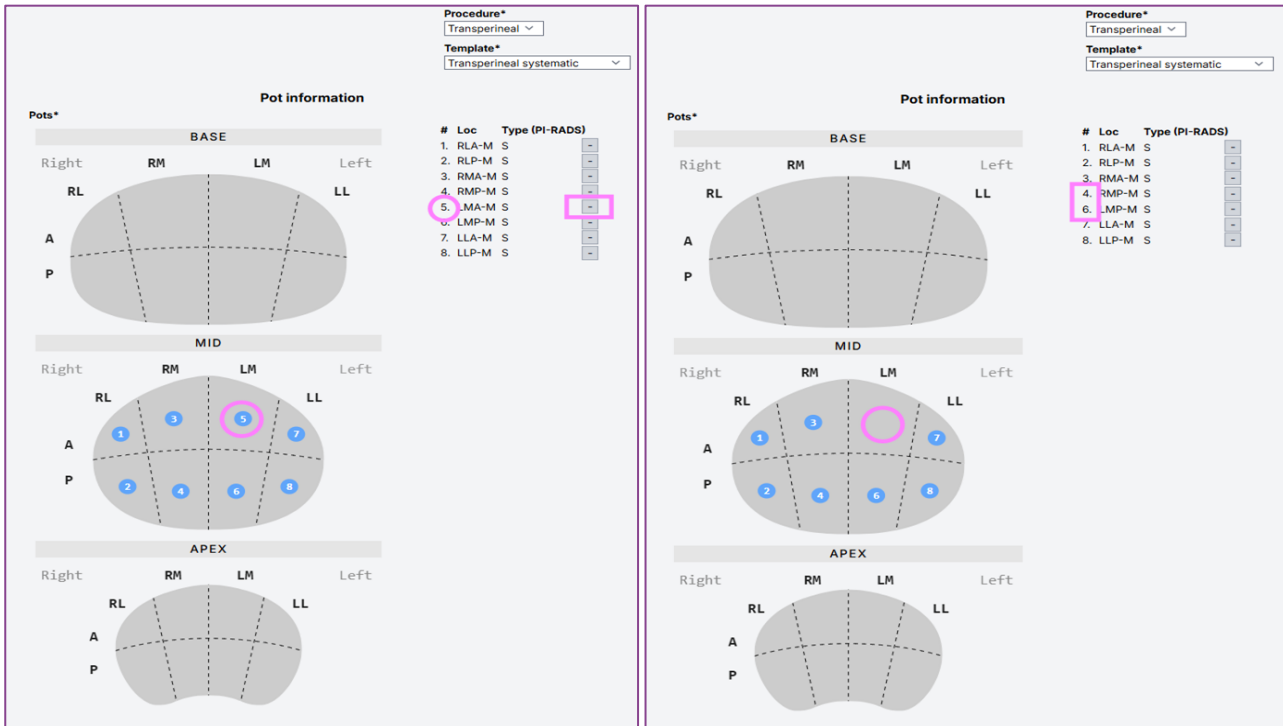 Procedure*
Transperineal
Template*
Transperineal systematic
Pot information
Pots*
# Loc Type (PI-RADS)
1. RLA-M S -
2. RLP-M S -
3. RMA-M S -
4. RMP-M S -
5. LMA-M S -
6. LMP-M S -
7. LLA-M S -
8. LLP-M S -
BASE
Right RM LM Left
RL LL
A
P
MID
Right RM LM Left
RL LL
3 5
1 7
A
P
2 4 6 8
APEX
Right RM LM Left
RL LL
A
P
Procedure*
Transperineal
Template*
Transperineal systematic
Pot information
Pots*
# Loc Type (PI-RADS)
1. RLA-M S -
2. RLP-M S -
3. RMA-M S -
4. RMP-M S -
6. LMP-M S -
7. LLA-M S -
8. LLP-M S -
BASE
Right RM LM Left
RL LL
A
P
MID
Right RM LM Left
RL LL
3
1 7
A
P
2 4 6 8
APEX
Right RM LM Left
RL LL
A
P